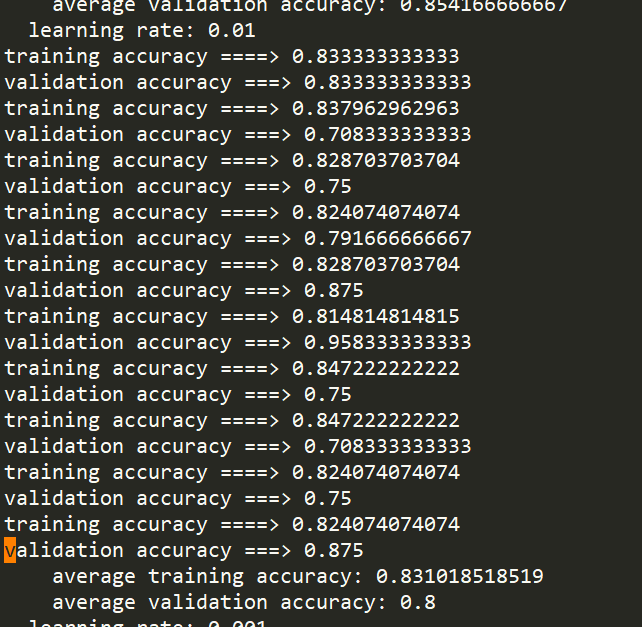 average validation accuracy: 0.854166666667
learning rate: 0.01
training accuracy ====> 0.833333333333
validation accuracy ===> 0.833333333333
training accuracy ====> 0.837962962963
validation accuracy ===> 0.708333333333
training accuracy ====> 0.828703703704
validation accuracy ===> 0.75
training accuracy ====> 0.824074074074
validation accuracy ===> 0.791666666667
training accuracy ====> 0.828703703704
validation accuracy ===> 0.875
training accuracy ====> 0.814814814815
validation accuracy ===> 0.958333333333
training accuracy ====> 0.847222222222
validation accuracy ===> 0.75
training accuracy ====> 0.847222222222
validation accuracy ===> 0.708333333333
training accuracy ====> 0.824074074074
validation accuracy ===> 0.75
training accuracy ====> 0.824074074074
validation accuracy ===> 0.875
average training accuracy: 0.831018518519
average validation accuracy: 0.8
learning rate: 0.001